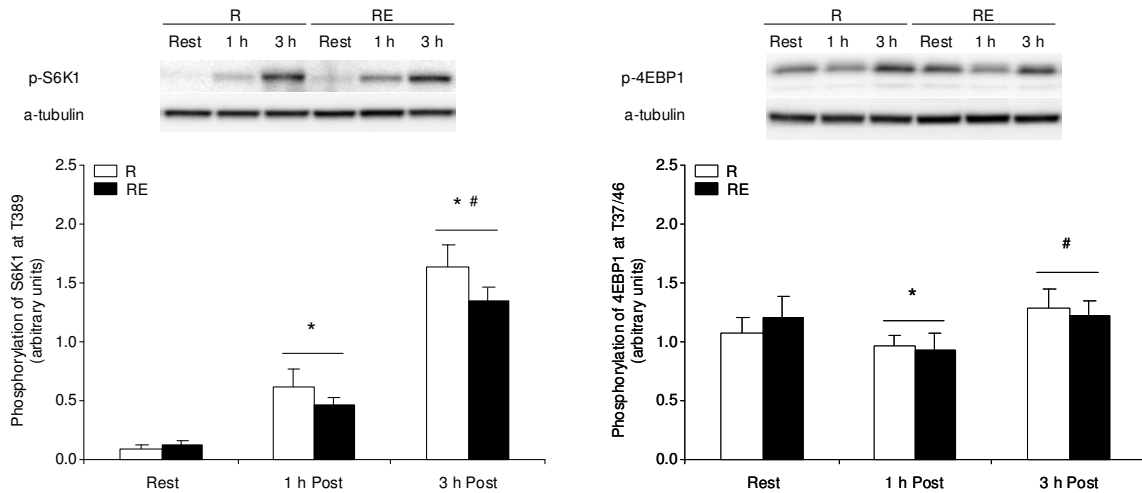 R RE
Rest 1 h 3 h Rest 1 h 3 h
p-S6K1
a-tubulin
Phosphorylation of S6K1 at T389
(arbitrary units)
2.5
2.0
1.5
1.0
0.5
0.0
R
RE
*
* #
Rest 1 h Post 3 h Post
R RE
Rest 1 h 3 h Rest 1 h 3 h
p-4EBP1
a-tubulin
Phosphorylation of 4EBP1 at T37/46
(arbitrary units)
2.5
2.0
1.5
1.0
0.5
0.0
R
RE
*
#
Rest 1 h Post 3 h Post